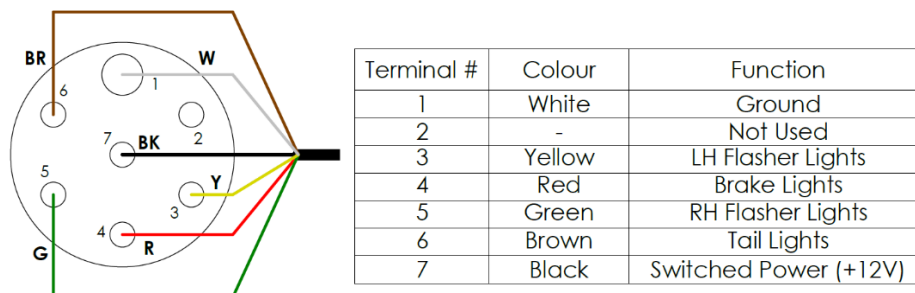 BR
W
6
1
7
BK
2
5
Y
3
4
R
G
Terminal # Colour Function
1 White Ground
2 - Not Used
3 Yellow LH Flasher Lights
4 Red Brake Lights
5 Green RH Flasher Lights
6 Brown Tail Lights
7 Black Switched Power (+12V)